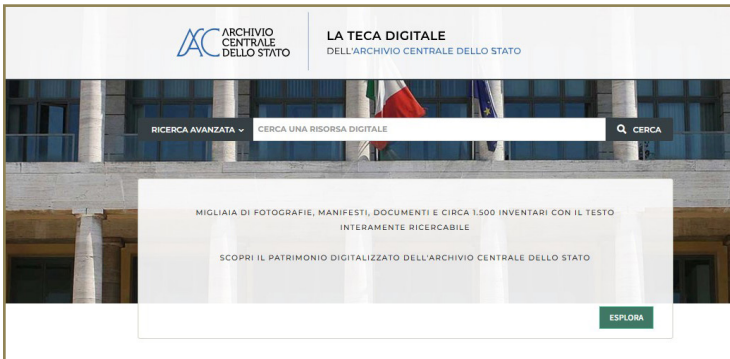 ARCHIVIO
CENTRALE
DELLO STATO
LA TECA DIGITALE
DELL'ARCHIVIO CENTRALE DELLO STATO
RICERCA AVANZATA
CERCA UNA RISORSA DIGITALE
CERCA
MIGLIAIA DI FOTOGRAFIE, MANIFESTI, DOCUMENTI E CIRCA 1.500 INVENTARI CON IL TESTO
INTERAMENTE RICERCABILE
SCOPRI IL PATRIMONIO DIGITALIZZATO DELL'ARCHIVIO CENTRALE DELLO STATO
ESPLORA